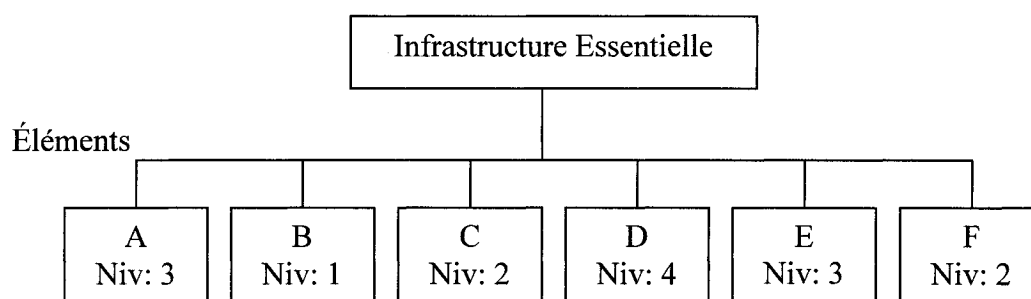 Infrastructure Essentielle
Éléments
A
Niv: 3
B
Niv: 1
C
Niv: 2
D
Niv: 4
E
Niv: 3
F
Niv: 2